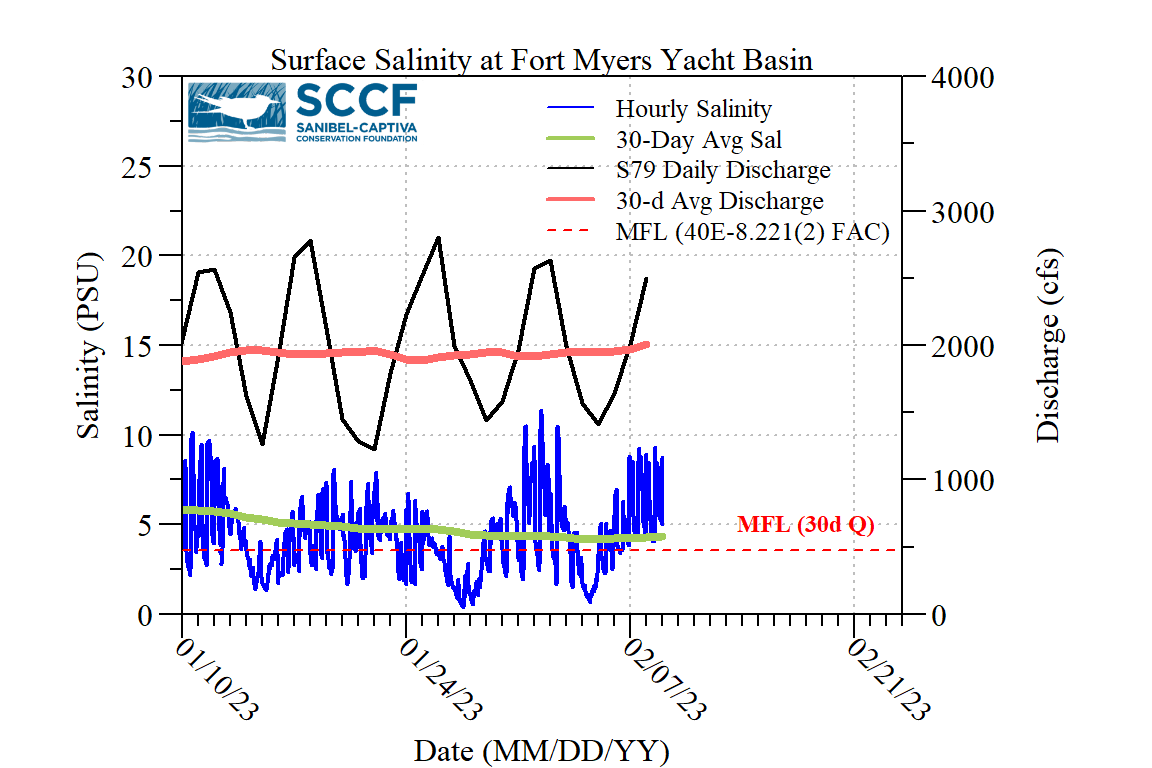 Surface Salinity at Fort Myers Yacht Basin
SCCF
SANIBEL-CAPTIVA
CONSERVATION FOUNDATION
Hourly Salinity
30-Day Avg Sal
S79 Daily Discharge
30-d Avg Discharge
MFL (40E-8.221(2) FAC)
30
25
20
15
10
5
0
Salinity (PSU)
4000
3000
2000
1000
0
Discharge (cfs)
MFL (30d Q)
01/10/23
01/24/23
02/07/23
02/21/23
Date (MM/DD/YY)